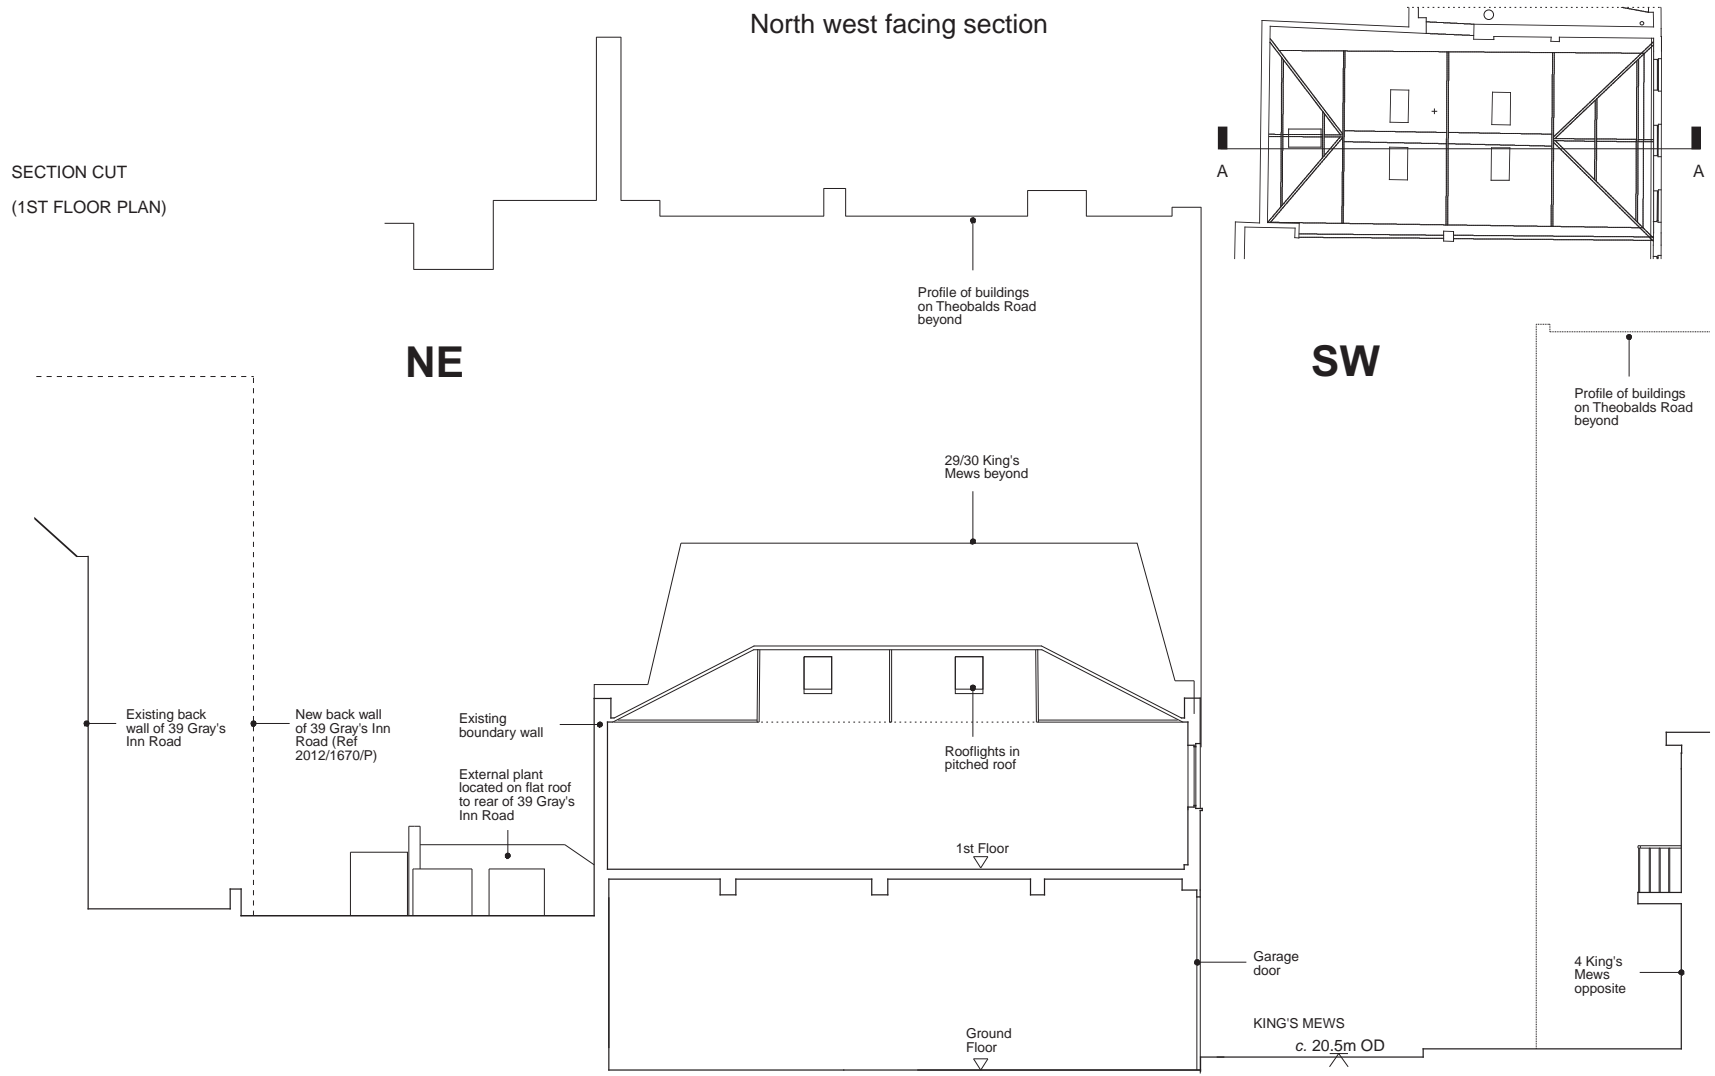 North west facing section
SECTION CUT
(1ST FLOOR PLAN)
A
A
Profile of buildings
on Theobalds Road
beyond
NE
SW
Profile of buildings
on Theobalds Road
beyond
29/30 King's
Mews beyond
Existing back
wall of 39 Gray's
Inn Road
New back wall
of 39 Gray's Inn
Road (Ref
2012/1670/P)
Existing
boundary wall
External plant
located on flat roof
to rear of 39 Gray's
Inn Road
Rooflights in
pitched roof
1st Floor
Garage
door
4 King's
Mews
opposite
Ground
Floor
KING'S MEWS
c. 20.5m OD